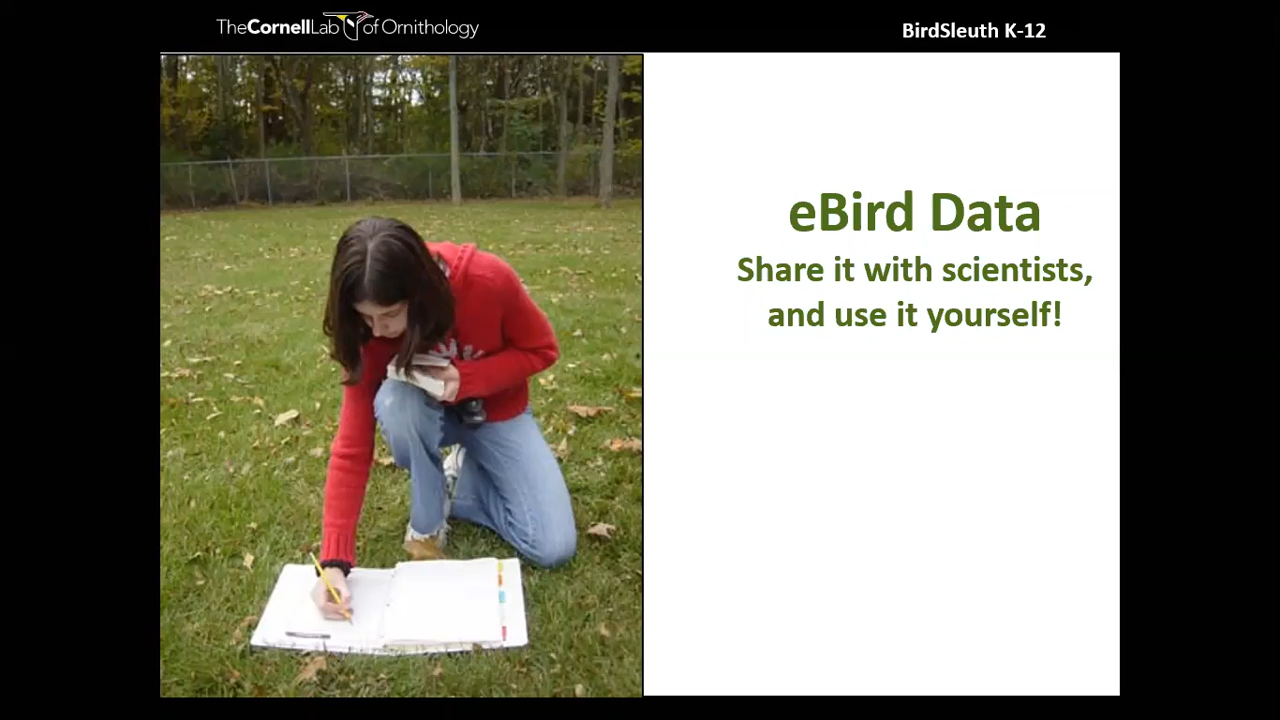 TheCornellLab of Ornithology
BirdSleuth K-12
eBird Data
Share it with scientists,
and use it yourself!